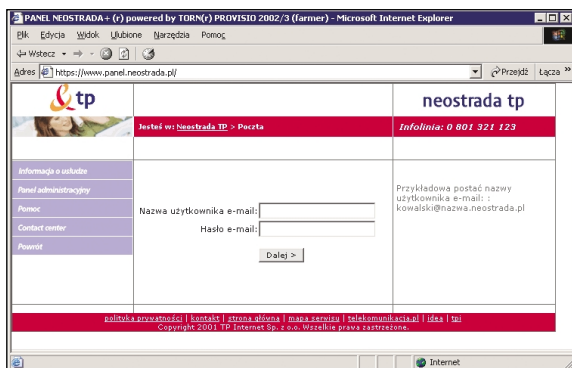 PANEL NEOSTRADA+ (r) powered by TORN(r) PROVISIO 2002/3 (farmer) - Microsoft Internet Explorer
Plik Edycja Widok Ulubione Narzędzia Pomoc
Wstecz
Adres https://www.panel.neostrada.pl/ Przejdź Łącza »
tp
neostrada tp
Jesteś w: Neostrada TP > Poczta
Infolinia: 0 801 321 123
Informacja o usłudze
Panel administracyjny
Pomoc
Contact center
Powrót
Nazwa użytkownika e-mail:
Hasło e-mail:
Dalej >
Przykładowa postać nazwy
użytkownika e-mail: :
kowalski@nazwa.neostrada.pl
polityka prywatności | kontakt | strona główna | mapa serwisu | telekomunikacja.pl | idea | tpi
Copyright 2001 TP Internet Sp. z o.o. Wszelkie prawa zastrzeżone.
Internet